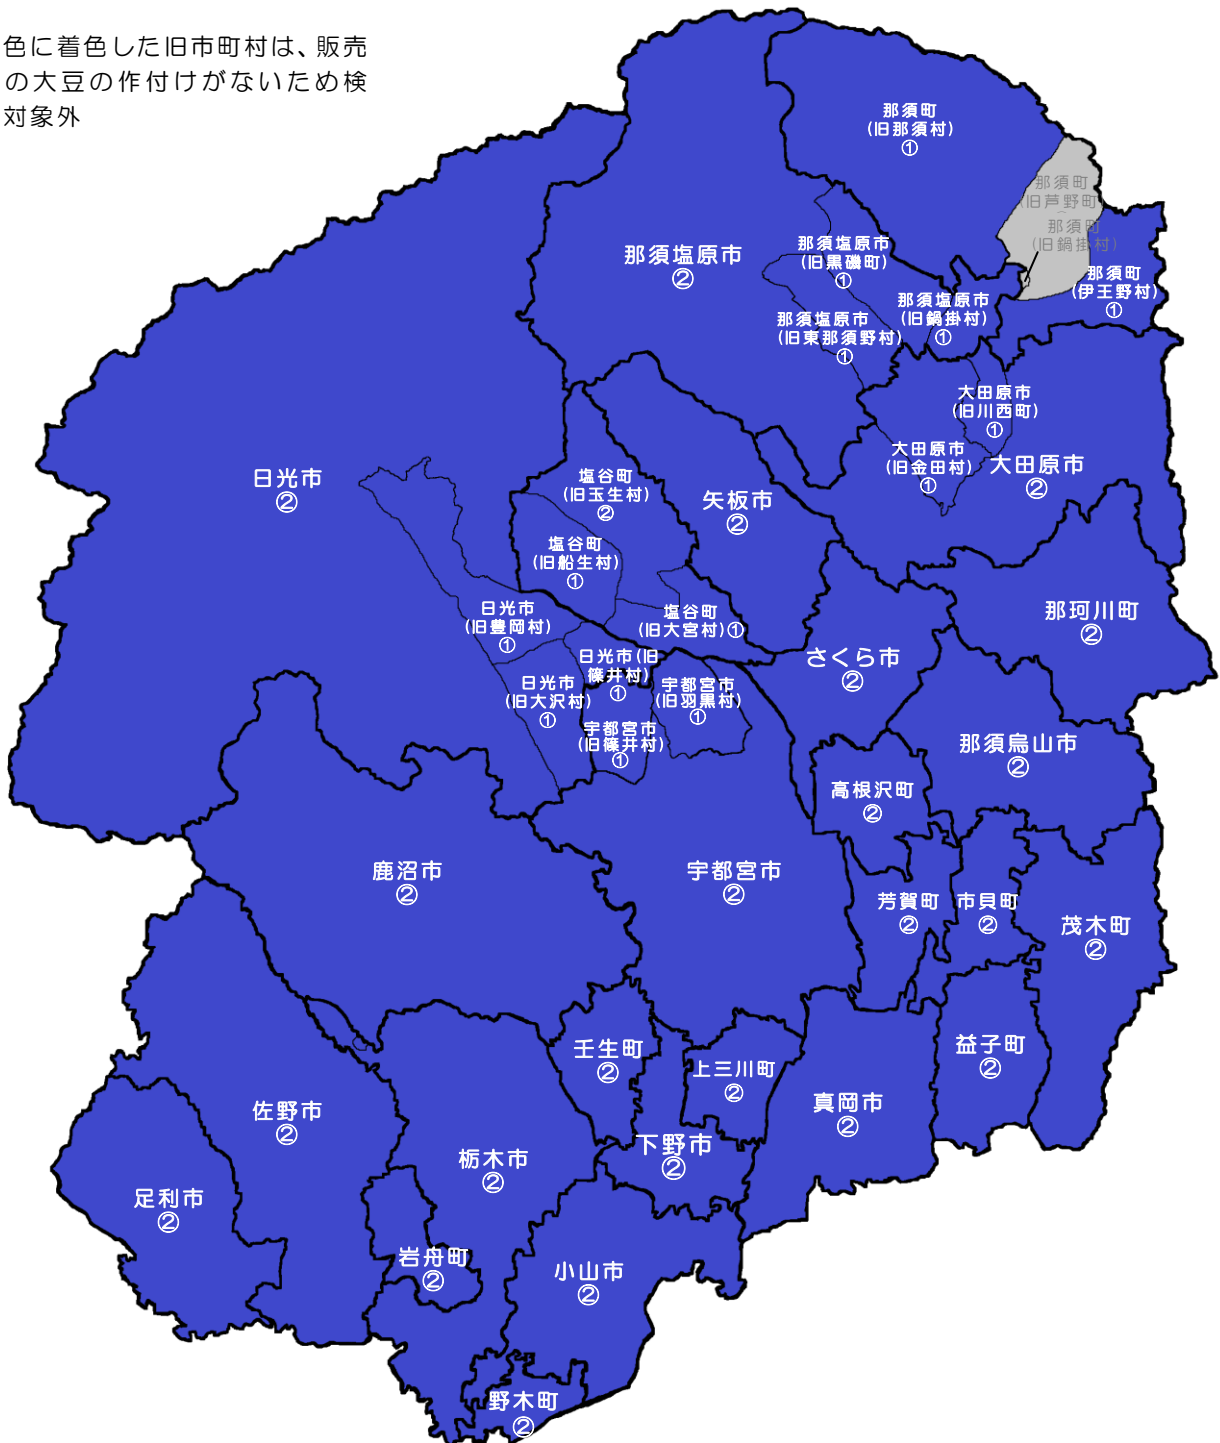 色に着色した旧市町村は、販売
の大豆の作付けがないため検
対象外
那須町
(旧那須村)
①
那須町
(旧芦野町)
～
那須町
(旧鍋掛村)
那須塩原市
②
那須塩原市
(旧黒磯町)
①
那須町
(伊王野村)
①
那須塩原市
(旧鍋掛村)
①
那須塩原市
(旧東那須野村)
①
大田原市
(旧川西町)
①
大田原市
(旧金田村)
①
大田原市
②
日光市
②
塩谷町
(旧玉生村)
②
矢板市
②
塩谷町
(旧船生村)
①
日光市
(旧豊岡村)
①
塩谷町
(旧大宮村)①
那珂川町
②
さくら市
②
日光市(旧
篠井村)
①
日光市
(旧大沢村)
①
宇都宮市
(旧羽黒村)
①
宇都宮市
(旧篠井村)
①
那須烏山市
②
高根沢町
②
鹿沼市
②
宇都宮市
②
芳賀町
②
市貝町
②
茂木町
②
壬生町
②
上三川町
②
益子町
②
佐野市
②
真岡市
②
下野市
②
栃木市
②
足利市
②
岩舟町
②
小山市
②
野木町
②